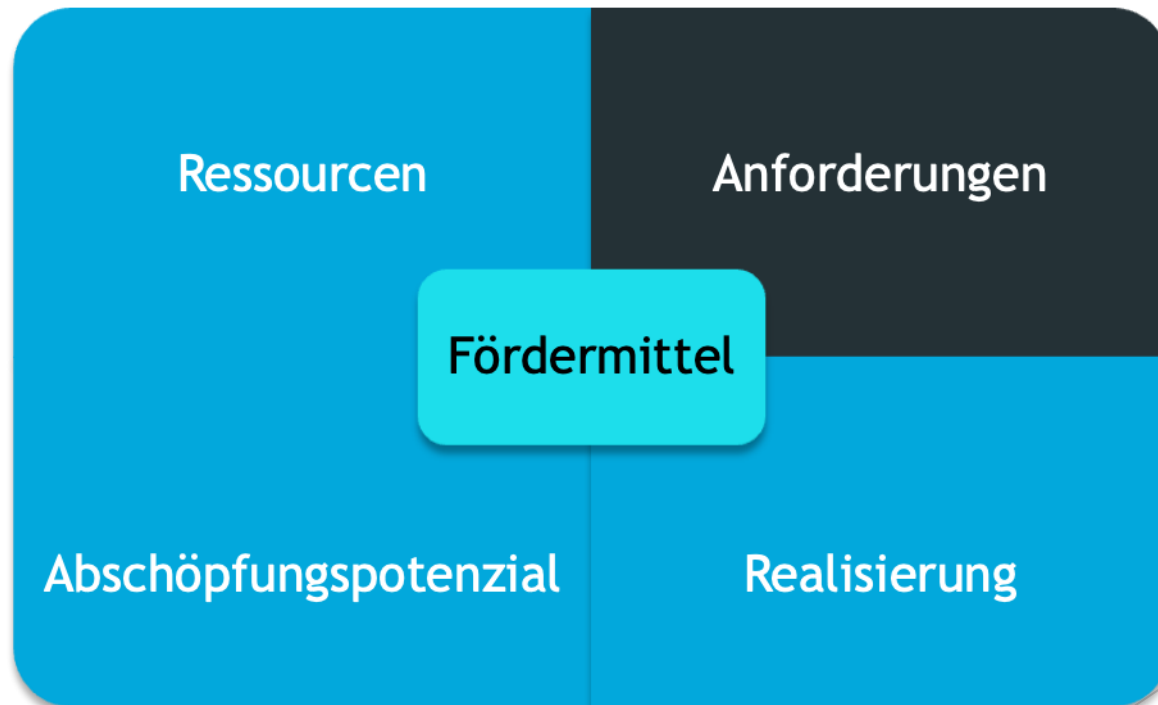 Ressourcen
Anforderungen
Fördermittel
Abschöpfungspotenzial
Realisierung